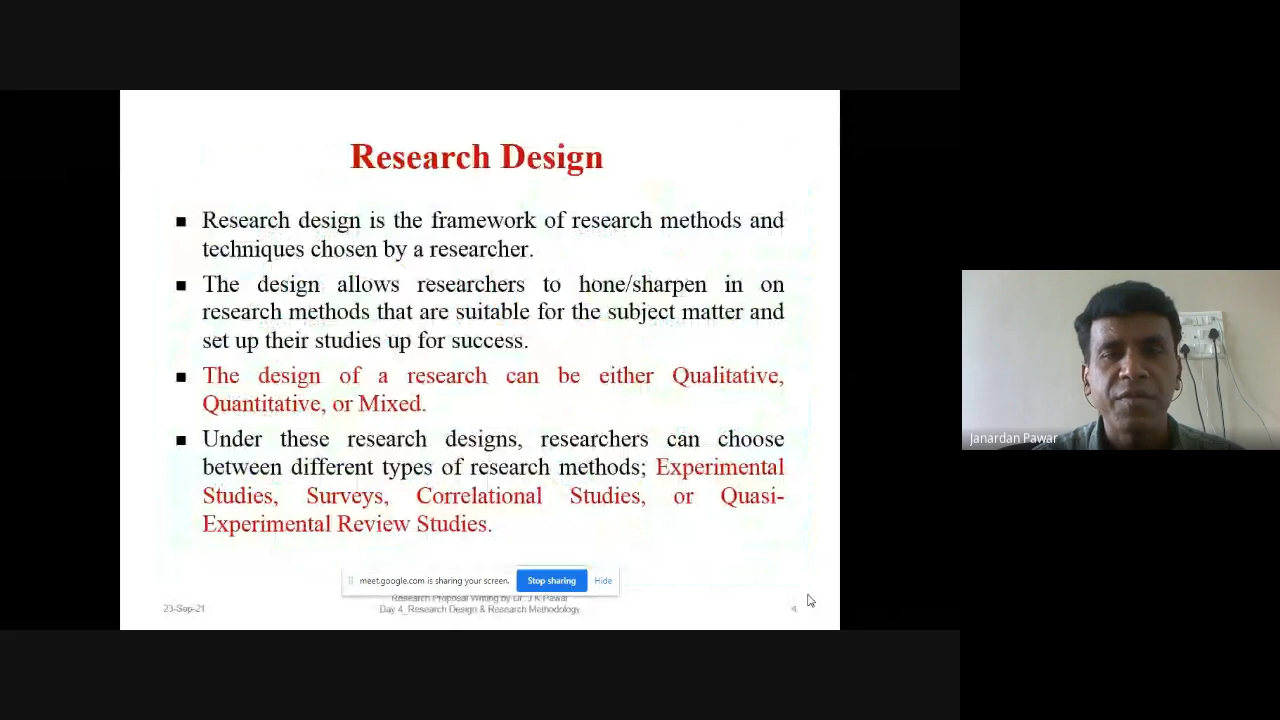 Research Design
■ Research design is the framework of research methods and
techniques chosen by a researcher.
■ The design allows researchers to hone/sharpen in on
research methods that are suitable for the subject matter and
set up their studies up for success.
■ The design of a research can be either Qualitative,
Quantitative, or Mixed.
■ Under these research designs, researchers can choose
between different types of research methods; Experimental
Studies, Surveys, Correlational Studies, or Quasi-
Experimental Review Studies.
meet.google.com is sharing your screen. Stop sharing Hide
Research Proposal Writing by Dr. J K Pawar
23-Sep-21 Day 4_Research Design & Research Methodology 4
Janardan Pawar